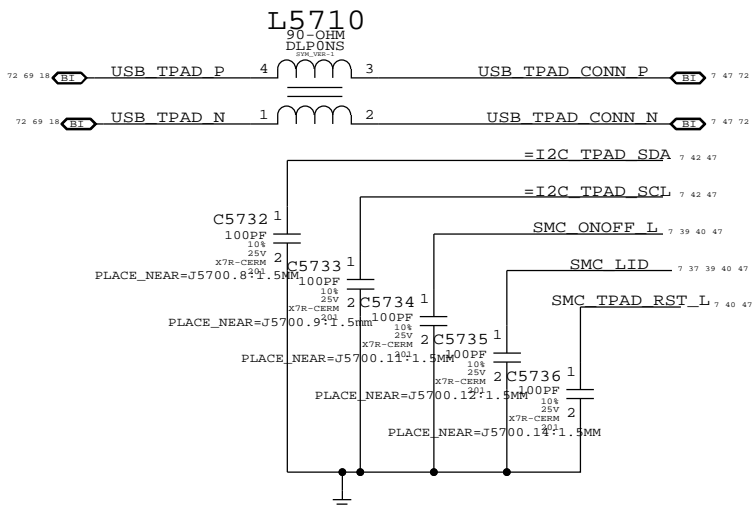 L5710
90-OHM
DLP0NS
SYM_VER-1
72 69 18 BI USB_TPAD_P 4 3 USB_TPAD_CONN_P BI 7 47 72
72 69 18 BI USB_TPAD_N 1 2 USB_TPAD_CONN_N BI 7 47 72
=I2C_TPAD_SDA 7 42 47
=I2C_TPAD_SCL 7 42 47
C5732 1
100PF
10%
25V
X7R-CERM 2
201
PLACE_NEAR=J5700.8:1.5MM
SMC_ONOFF_L 7 39 40 47
C5733 1
100PF
10%
25V
X7R-CERM 2
201
PLACE_NEAR=J5700.9:1.5mm
SMC_LID 7 37 39 40 47
C5734 1
100PF
10%
25V
X7R-CERM 2
201
PLACE_NEAR=J5700.11:1.5MM
SMC_TPAD_RST_L 7 40 47
C5735 1
100PF
10%
25V
X7R-CERM 2
201
PLACE_NEAR=J5700.12:1.5MM
C5736 1
100PF
10%
25V
X7R-CERM 2
201
PLACE_NEAR=J5700.14:1.5MM